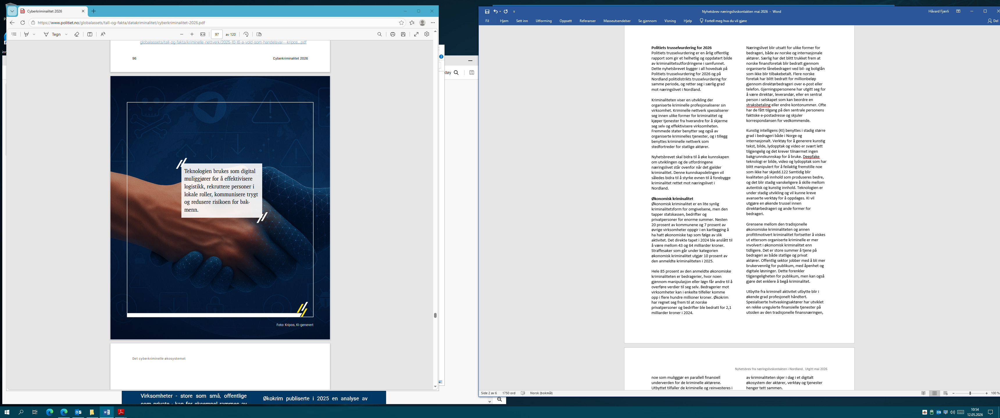 Cyberkriminalitet 2026
https://www.politiet.no/globalassets/tall-og-fakta/datakriminalitet/cyberkriminalitet-2026.pdf
Tegn
97 av 120
globalassets/tall-og-fakta/kriminelle-nettverk/2025-10-16-a-vold-som-handelsvar---kripos_.pdf
96
Cyberkriminalitet 2026
Teknologien brukes som digital
muliggjører for å effektivisere
logistikk, rekruttere personer i
lokale roller, kommunisere trygt
og redusere risikoen for bak-
menn.
Foto: Kripos, KI-generert
Det cyberkriminelle økosystemet
Virksomheter - store som små, offentlige
som private - kan for eksempel rammes av
Økokrim publiserte i 2025 en analyse av
Nyhetsbrev næringslivskontakten mai 2026 - Word
Håvard Fjærli
Fil Hjem Sett inn Utforming Oppsett Referanser Masseutsendelser Se gjennom Visning Hjelp Fortell meg hva du vil gjøre
Del
Politiets trusselvurdering for 2026
Politiets trusselvurdering er en årlig offentlig
rapport som gir et helhetlig og oppdatert bilde
av kriminalitetsutfordringene i samfunnet.
Dette nyhetsbrevet bygger i all hovedsak på
Politiets trusselvurdering for 2026 og på
Nordland politidistrikts trusselvurdering for
samme periode, og retter seg i særlig grad
mot næringslivet i Nordland.
Kriminaliteten viser en utvikling der
organiserte kriminelle profesjonaliserer sin
virksomhet. Kriminelle nettverk spesialiserer
seg innen ulike former for kriminalitet og
kjøper tjenester fra hverandre for å skjerme
seg selv og effektivisere virksomheten.
Fremmede stater benytter seg også av
organiserte kriminelles tjenester, og i tillegg
benyttes kriminelle nettverk som
stedfortreder for statlige aktører.
Nyhetsbrevet skal bidra til å øke kunnskapen
om utviklingen og de utfordringene
næringslivet står ovenfor når det gjelder
kriminalitet. Denne kunnskapsdelingen vil
således bidra til å styrke evnen til å forebygge
kriminalitet rettet mot næringslivet i
Nordland.
Økonomisk kriminalitet
Økonomisk kriminalitet er en lite synlig
kriminalitetsform for omgivelsene, men den
tapper statskassen, bedrifter og
privatpersoner for enorme summer. Nesten
20 prosent av kommunene og 7 prosent av
øvrige virksomheter oppgir i en kartlegging å
ha hatt økonomiske tap som følge av slik
aktivitet. Det direkte tapet i 2024 ble anslått til
å være mellom 43 og 64 milliarder kroner.
Straffesaker som går under kategorien
økonomisk kriminalitet utgjør 10 prosent av
den anmeldte kriminaliteten i 2025.
Hele 85 prosent av den anmeldte økonomiske
kriminaliteten er bedragerier, hvor noen
gjennom manipulasjon eller løgn får andre til å
overføre verdier til seg selv. Bedragerier mot
virksomheter kan i enkelte tilfeller komme
opp i flere hundre millioner kroner. Økokrim
har regnet seg frem til at norske
privatpersoner og bedrifter ble bedratt for 2,1
milliarder kroner i 2024.
Næringslivet blir utsatt for ulike former for
bedrageri, både av norske og internasjonale
aktører. Særlig har det blitt trukket frem at
norske finansforetak blir bedratt gjennom
organiserte lånebedrageri ved bil- og boliglån
som ikke blir tilbakebetalt. Flere norske
foretak har blitt bedratt for millionbeløp
gjennom direktørbedrageri over e-post eller
telefon. Gjerningspersonene har utgitt seg for
å være direktør, leverandør, eller en sentral
person i selskapet som kan beordre en
straksbetaling eller endre kontonummer. Ofte
har de fått tilgang på den sentrale personens
faktiske e-postadresse og skjuler
korrespondansen for vedkommende.
Kunstig intelligens (KI) benyttes i stadig større
grad i bedrageri både i Norge og
internasjonalt. Verktøy for å generere kunstig
tekst, bilde, lydopptak og video er svært lett
tilgjengelig og det krever tilnærmet ingen
bakgrunnskunnskap for å bruke. Deepfake
teknologi er bilde, video og lydopptak som har
blitt manipulert for å feilaktig fremstille noe
som ikke har skjedd.122 Samtidig blir
kvaliteten på innhold som produseres bedre,
og det blir stadig vanskeligere å skille mellom
autentisk og kunstig innhold. Teknologien er
under stadig utvikling og vil kunne kreve
avanserte verktøy for å oppdages. KI vil
utgjøre en økende trussel innen
direktørbedrageri og ande former for
bedrageri.
Grensene mellom den tradisjonelle
økonomiske kriminaliteten og annen
profittmotivert kriminalitet fortsetter å viskes
ut ettersom organiserte kriminelle er mer
involvert i økonomisk kriminalitet enn
tidligere. Det er store summer å tjene på
bedrageri av både statlige og privat
aktører. Offentlig sektor jobber med å bli mer
brukervennlig for publikum, med åpenhet og
digitale løsninger. Dette forenkler
tilgjengeligheten for publikum, men kan også
gjøre det enklere å begå kriminalitet.
Utbytte fra kriminell aktivitet utbytte blir i
økende grad profesjonelt håndtert.
Spesialiserte hvitvaskingsaktører har utviklet
en rekke uregulerte finansielle tjenester på
utsiden av den tradisjonelle finansnæringen,
Nyhetsbrev fra næringslivskontakten i Nordland. Utgitt mai 2026
noe som muliggjør en parallell finansiell
underverden for de kriminelle aktørene.
Utbyttet tilfaller de kriminelle og reinvesteres i
av kriminaliteten skjer i dag i et digitalt
økosystem der aktører, verktøy og tjenester
henger tett sammen.
Side 2 av 6 1750 ord Norsk (bokmål)
100 %
10:54
12.05.2026